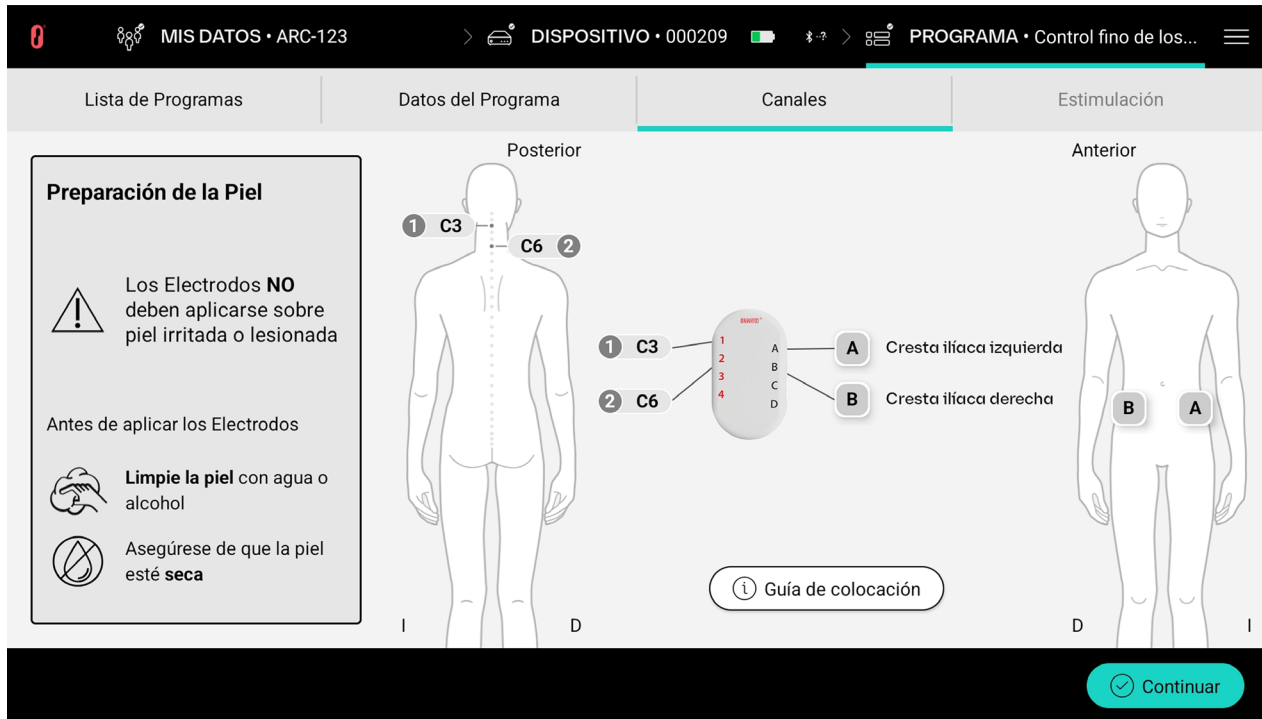 MIS DATOS • ARC-123
DISPOSITIVO • 000209
PROGRAMA • Control fino de los...
Lista de Programas
Datos del Programa
Canales
Estimulación
Preparación de la Piel
Los Electrodos NO
deben aplicarse sobre
piel irritada o lesionada
Antes de aplicar los Electrodos
Limpie la piel con agua o
alcohol
Asegúrese de que la piel
esté seca
Posterior
1 C3
C6 2
I
D
1 C3
2 C6
1
2
3
4
A
B
C
D
A Cresta ilíaca izquierda
B Cresta ilíaca derecha
i Guía de colocación
Anterior
B
A
D
I
Continuar